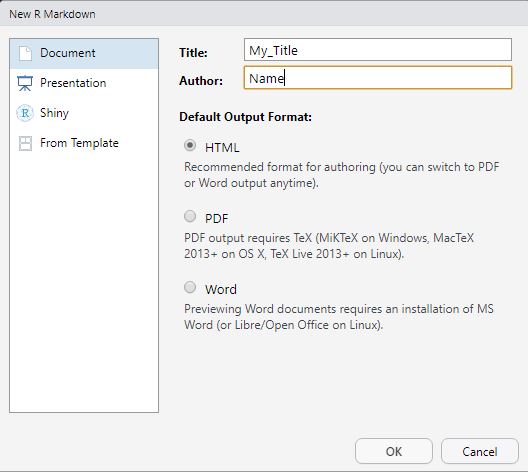 New R Markdown
Document
Presentation
R Shiny
From Template
Title: My_Title
Author: Name
Default Output Format:
HTML
Recommended format for authoring (you can switch to PDF
or Word output anytime).
PDF
PDF output requires TeX (MiKTeX on Windows, MacTeX
2013+ on OS X, TeX Live 2013+ on Linux).
Word
Previewing Word documents requires an installation of MS
Word (or Libre/Open Office on Linux).
OK Cancel